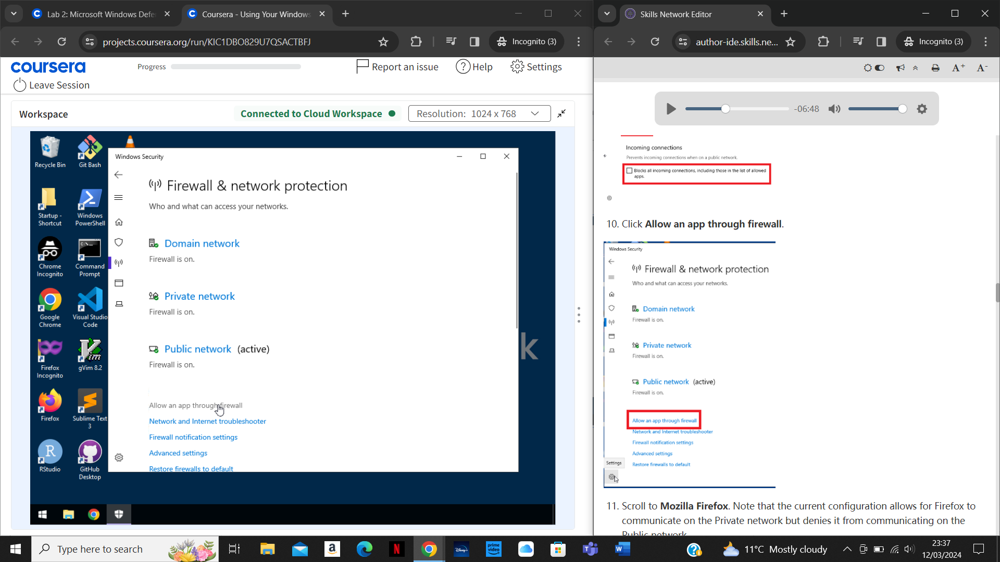 Lab 2: Microsoft Windows Defe
Coursera - Using Your Windows
projects.coursera.org/run/KIC1DBO829U7QSACTBFJ
Incognito (3)
coursera
Progress
Report an issue
Help
Settings
Leave Session
Workspace
Connected to Cloud Workspace
Resolution: 1024 x 768
Recycle Bin
Git Bash
Startup - Shortcut
Windows PowerShell
Chrome Incognito
Command Prompt
Google Chrome
Visual Studio Code
Firefox Incognito
gVim 8.2
Firefox
Sublime Text 3
RStudio
GitHub Desktop
k
Windows Security
Firewall & network protection
Who and what can access your networks.
Domain network
Firewall is on.
Private network
Firewall is on.
Public network (active)
Firewall is on.
Allow an app through firewall
Network and Internet troubleshooter
Firewall notification settings
Advanced settings
Restore firewalls to default
Skills Network Editor
author-ide.skills.ne...
Incognito (3)
A+
A-
-06:48
Incoming connections
Prevents incoming connections when on a public network.
Blocks all incoming connections, including those in the list of allowed
apps.
10. Click Allow an app through firewall.
Windows Security
Firewall & network protection
Who and what can access your networks.
Domain network
Firewall is on.
Private network
Firewall is on.
Public network (active)
Firewall is on.
Allow an app through firewall
Network and Internet troubleshooter
Firewall notification settings
Advanced settings
Settings
Restore firewalls to default
11. Scroll to Mozilla Firefox. Note that the current configuration allows for Firefox to
communicate on the Private network but denies it from communicating on the
Public network
Type here to search
11°C Mostly cloudy
23:37
12/03/2024